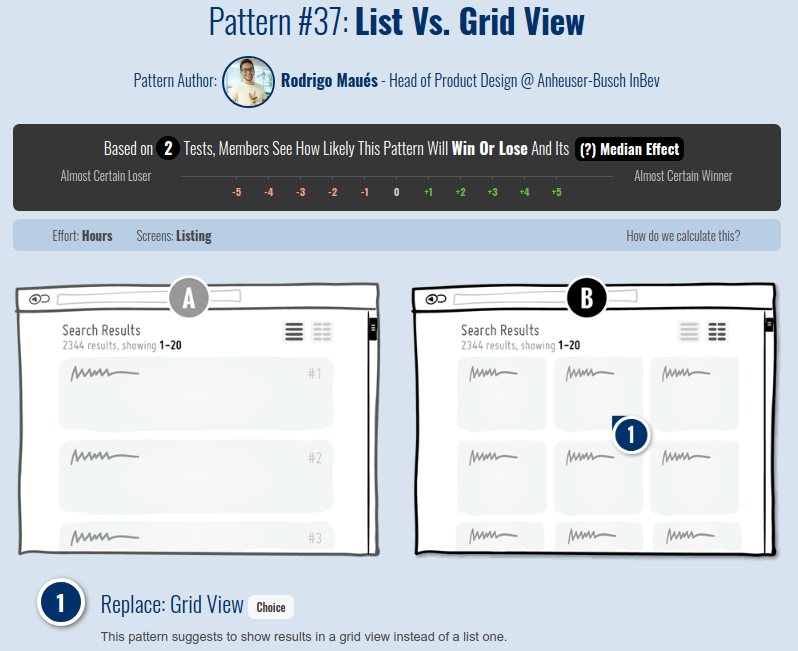 Pattern #37: List Vs. Grid View
Pattern Author: Rodrigo Maués - Head of Product Design @ Anheuser-Busch InBev
Based on 2 Tests, Members See How Likely This Pattern Will Win Or Lose And Its (?) Median Effect
Almost Certain Loser
Almost Certain Winner
-5 -4 -3 -2 -1 0 +1 +2 +3 +4 +5
Effort: Hours Screens: Listing How do we calculate this?
A
Search Results
2344 results, showing 1-20
#1
#2
#3
B
Search Results
2344 results, showing 1-20
1
1 Replace: Grid View Choice
This pattern suggests to show results in a grid view instead of a list one.